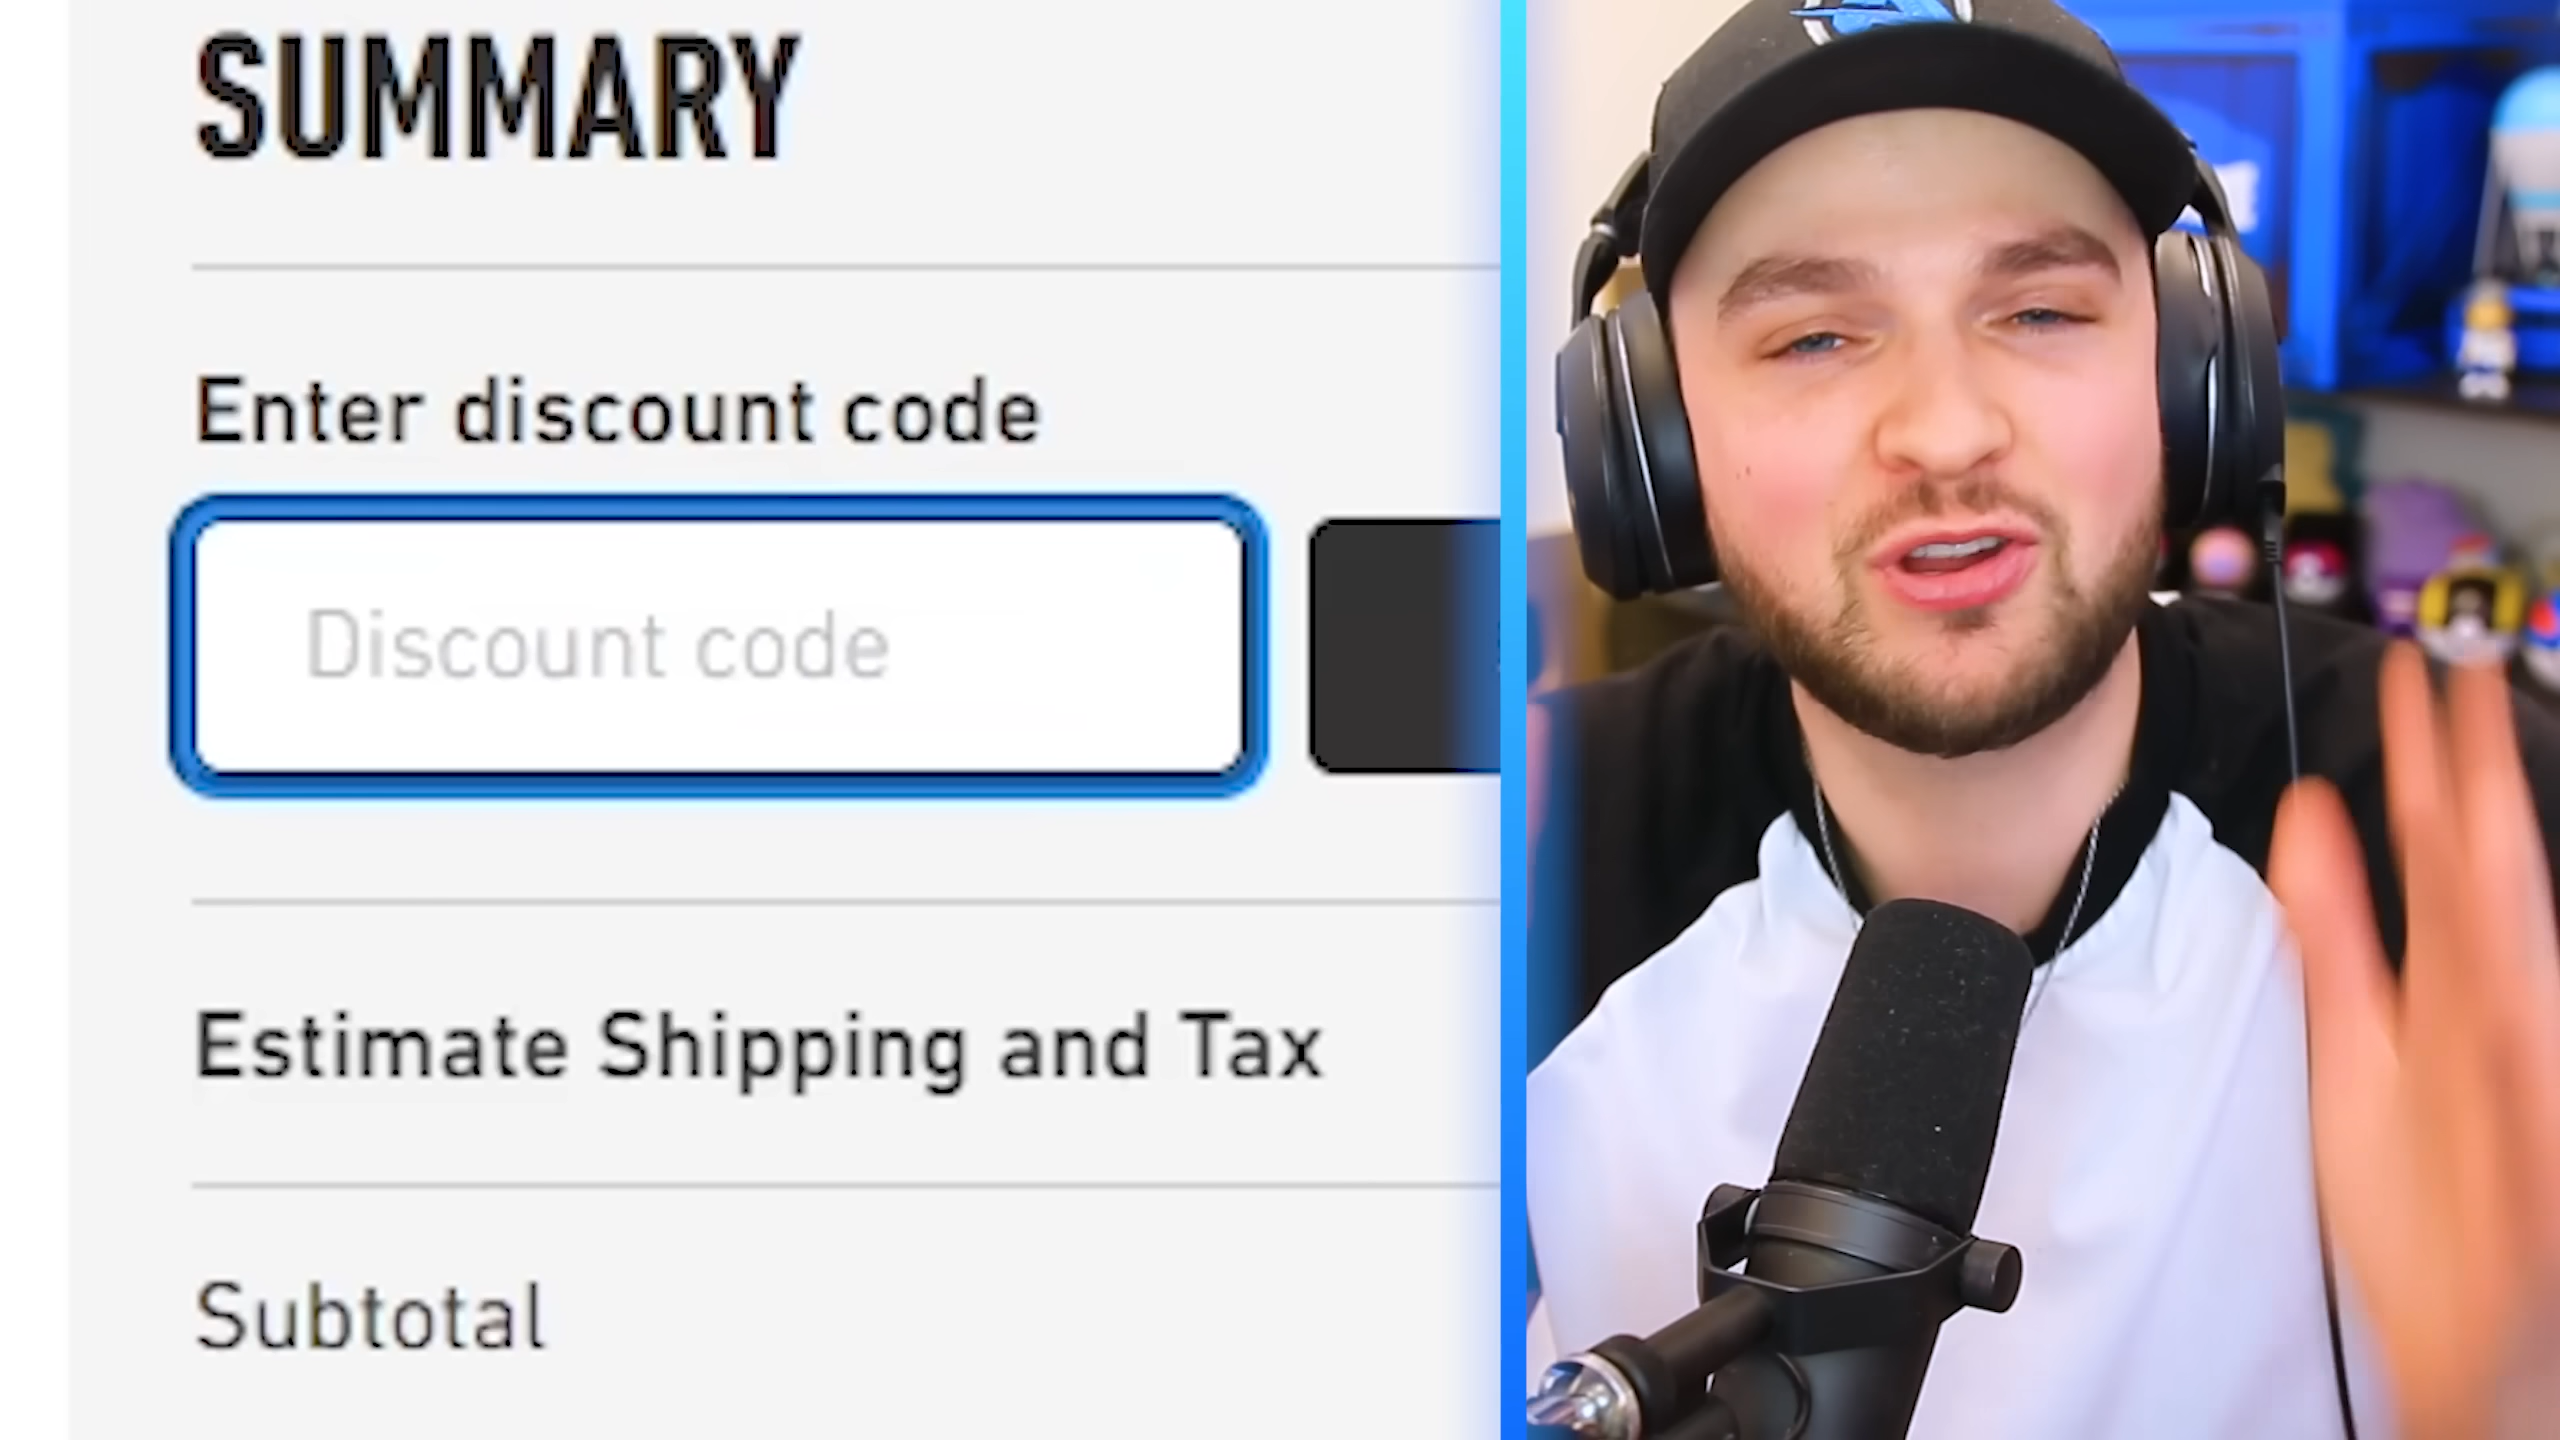 SUMMARY
Enter discount code
Discount code
Estimate Shipping and Tax
Subtotal